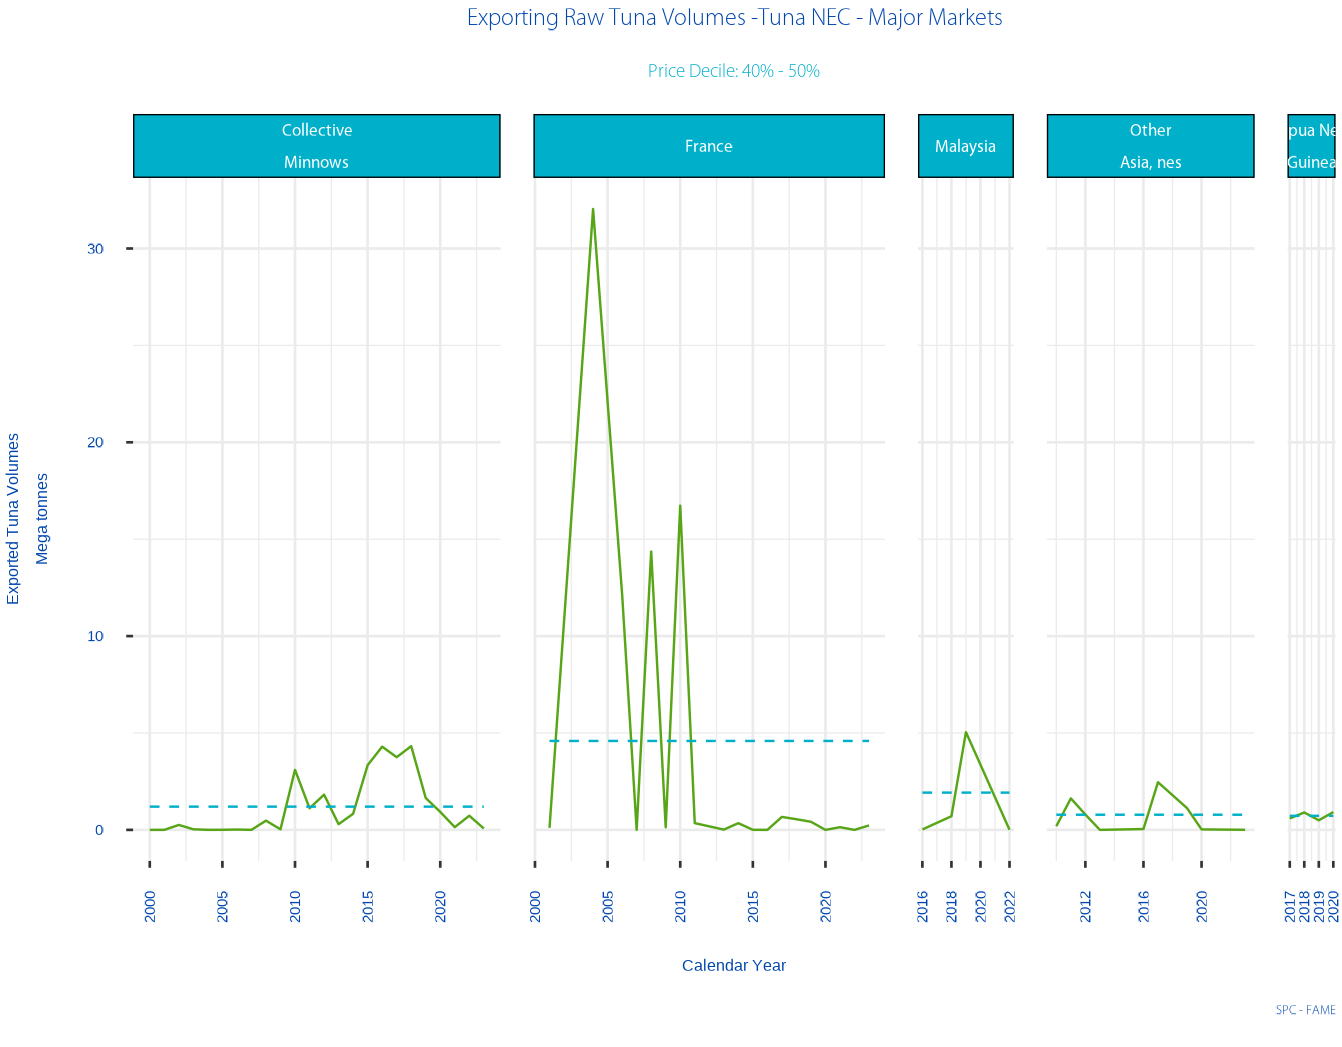 Exporting Raw Tuna Volumes -Tuna NEC - Major Markets
Price Decile: 40% - 50%
Collective
Minnows
France
Malaysia
Other
Asia, nes
pua Ne
Guinea
30
20
10
0
Exported Tuna Volumes
Mega tonnes
2000 2005 2010 2015 2020
2000 2005 2010 2015 2020
2016 2018 2020 2022
2012 2016 2020
2017 2018 2019 2020
Calendar Year
SPC - FAME